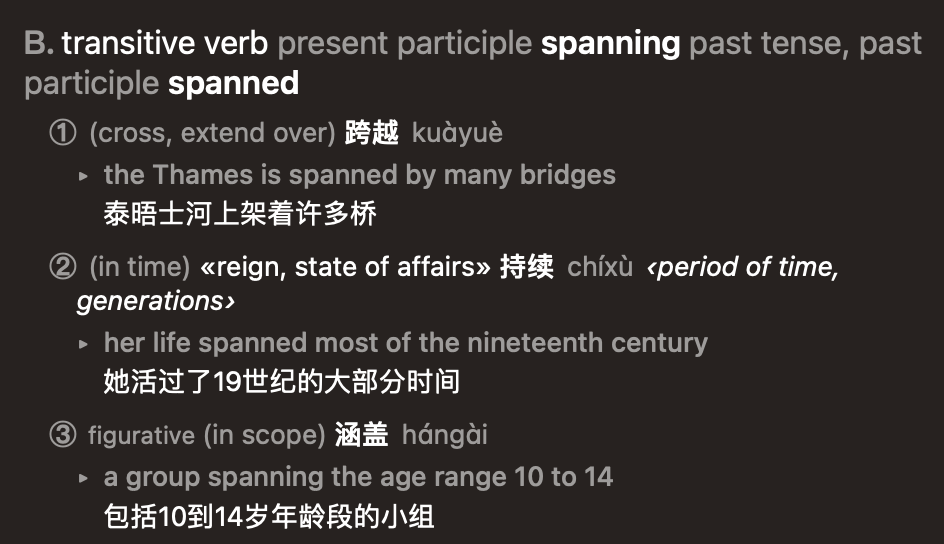 B. transitive verb present participle spanning past tense, past
participle spanned
① (cross, extend over) 跨越 kuàyuè
▸ the Thames is spanned by many bridges
泰晤士河上架着许多桥
② (in time) «reign, state of affairs» 持续 chíxù ‹period of time,
generations›
▸ her life spanned most of the nineteenth century
她活过了19世纪的大部分时间
③ figurative (in scope) 涵盖 hángài
▸ a group spanning the age range 10 to 14
包括10到14岁年龄段的小组